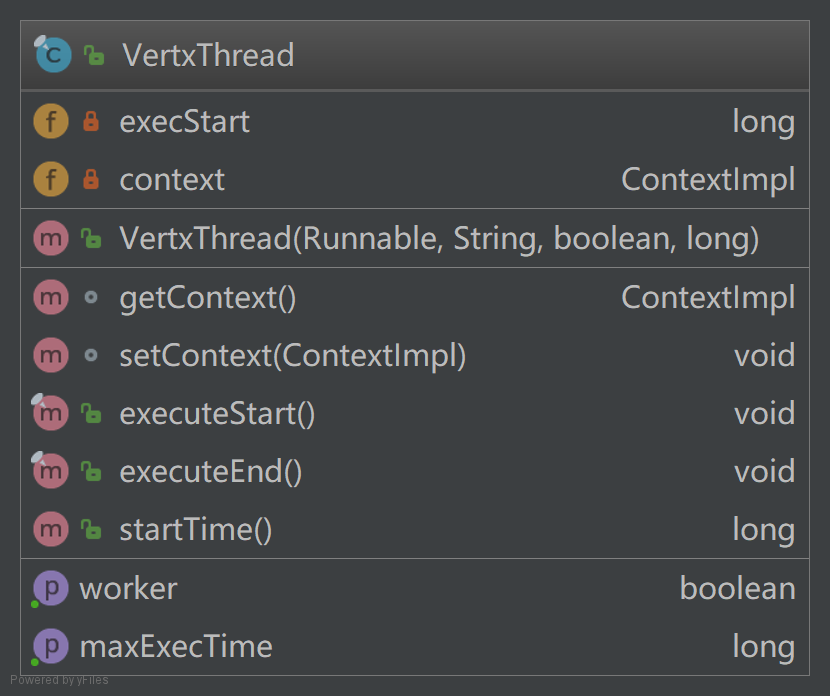 C VertxThread
f execStart long
f context ContextImpl
m VertxThread(Runnable, String, boolean, long)
m getContext() ContextImpl
m setContext(ContextImpl) void
m executeStart() void
m executeEnd() void
m startTime() long
p worker boolean
p maxExecTime long
Powered by yFiles